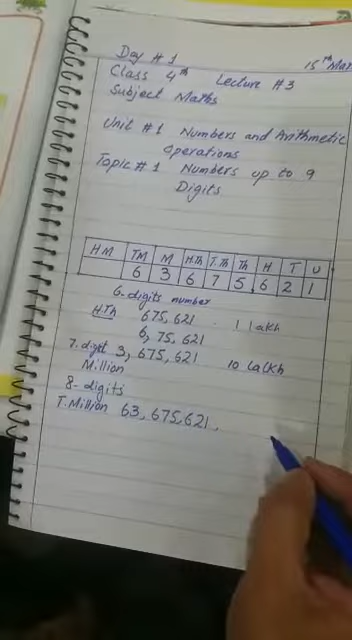 Day # 1 15th Mar
Class 4th Lecture #3
Subject Maths
Unit #1 Numbers and Arithmetic
Operations
Topic #1 Numbers up to 9
Digits
H M TM M H.Th T.Th Th H T U
6 3 6 7 5 6 2 1
6-digits number
H.Th 675,621 1 lakh
6,75,621
7.digit 3,675,621 10 lakh
Million
8-digits
T.Million 63,675,621,